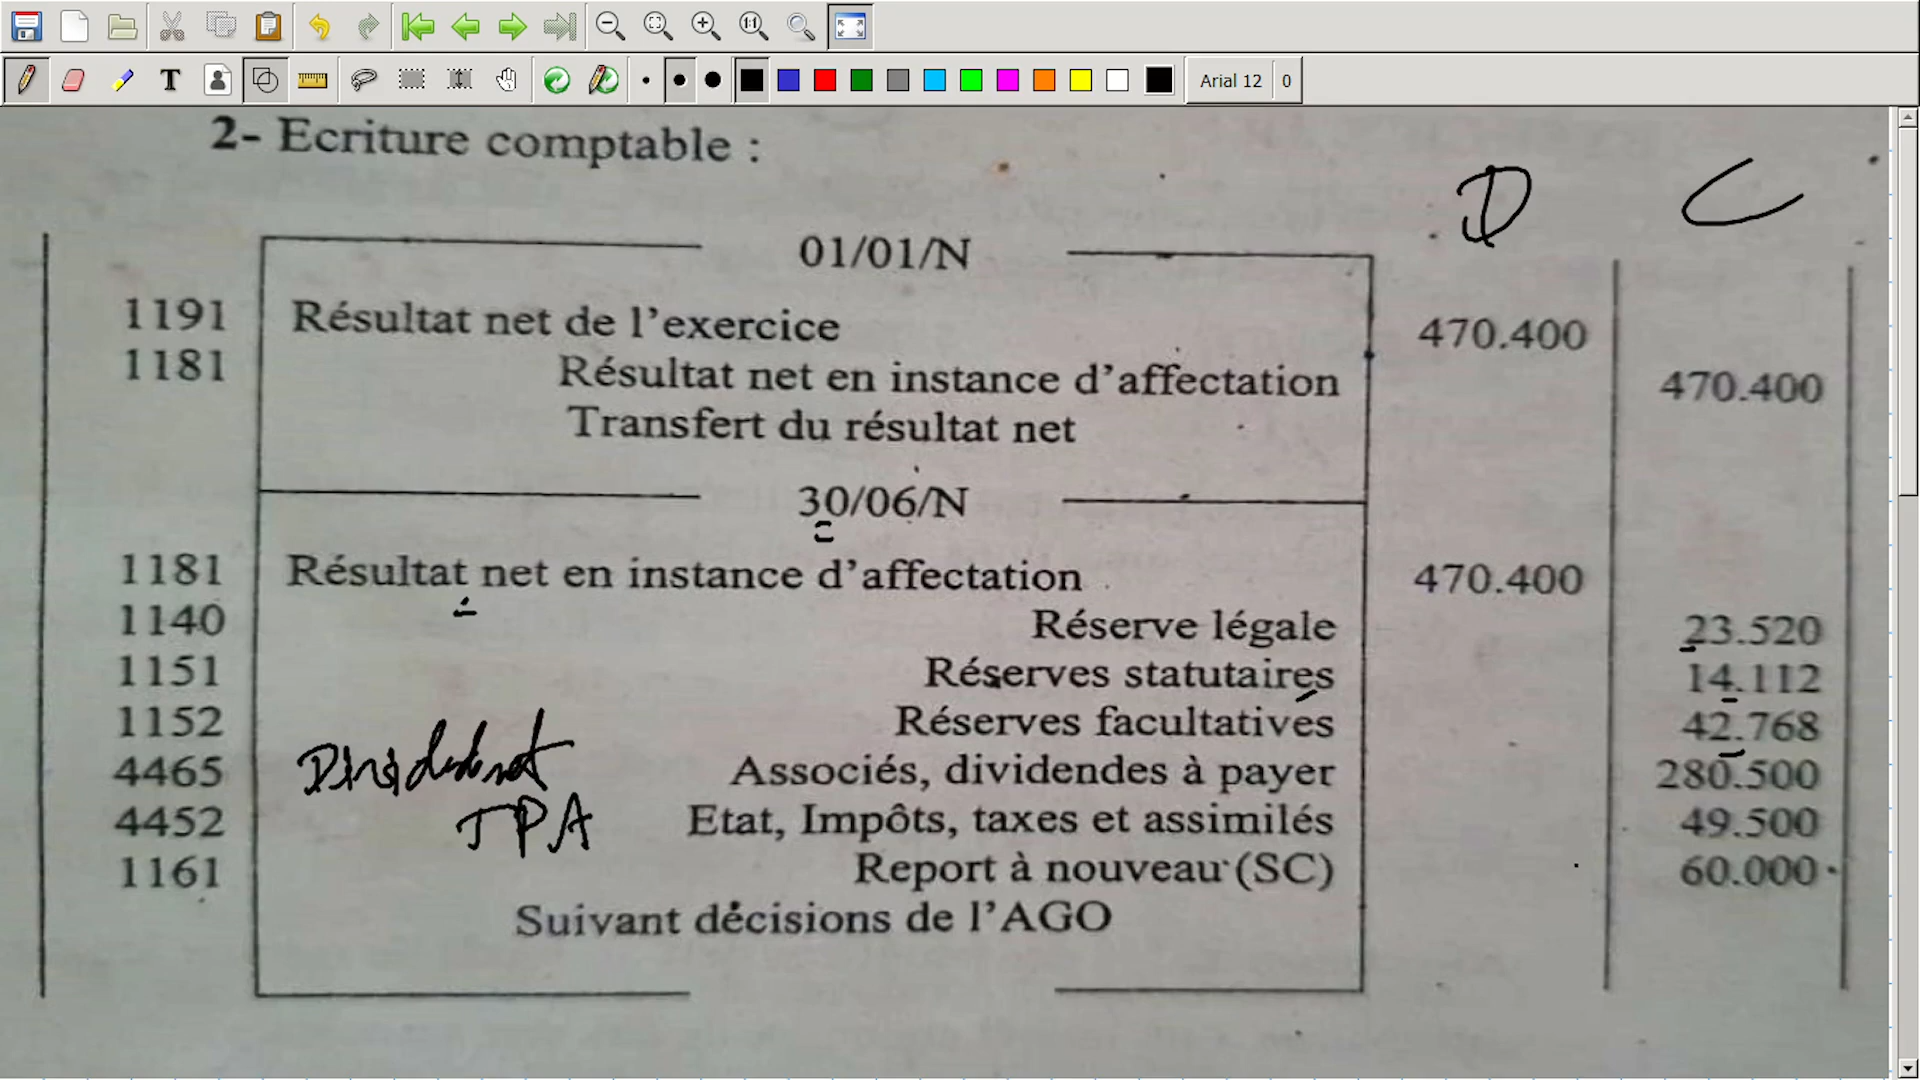 T Arial 12 0
2- Ecriture comptable :
D C
01/01/N
1191 Résultat net de l'exercice 470.400
1181 Résultat net en instance d'affectation 470.400
Transfert du résultat net
30/06/N
1181 Résultat net en instance d'affectation 470.400
1140 Réserve légale 23.520
1151 Réserves statutaires 14.112
1152 Réserves facultatives 42.768
4465 Associés, dividendes à payer 280.500
4452 TPA Etat, Impôts, taxes et assimilés 49.500
1161 Report à nouveau (SC) 60.000
Suivant décisions de l'AGO